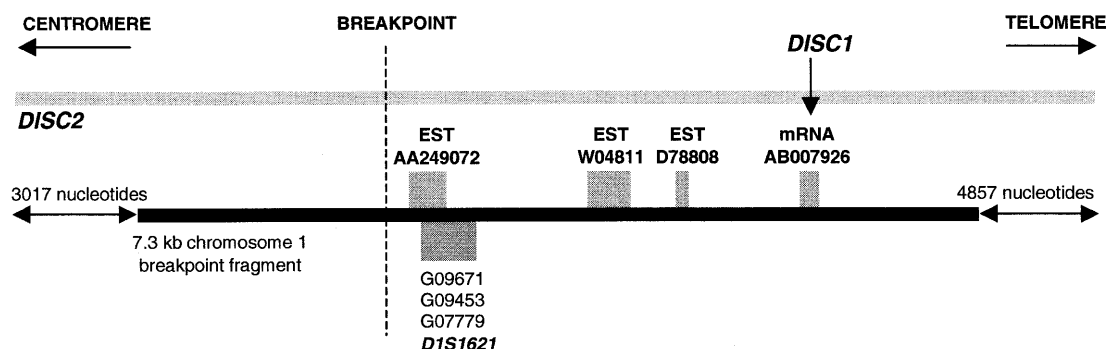 CENTROMERE
BREAKPOINT
TELOMERE
DISC1
DISC2
EST
AA249072
EST
W04811
EST
D78808
mRNA
AB007926
3017 nucleotides
4857 nucleotides
7.3 kb chromosome 1
breakpoint fragment
G09671
G09453
G07779
D1S1621